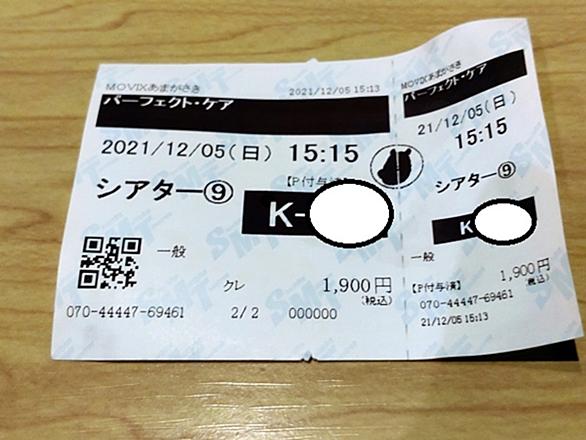 MOVIXあまがさき 2021/12/05 15:13
パーフェクト・ケア
2021/12/05(日) 15:15
【P付与済
シアター⑨
K-
一般
クレ 1,900円
(税込)
070-44447-69461 2/2 000000
MOVIXあまがさき
パーフェクト・ケア
21/12/05(日)
15:15
シアター⑨
K
一般
1,900円
【P付与済】 (税込)
070-44447-69461
21/12/05 15:13